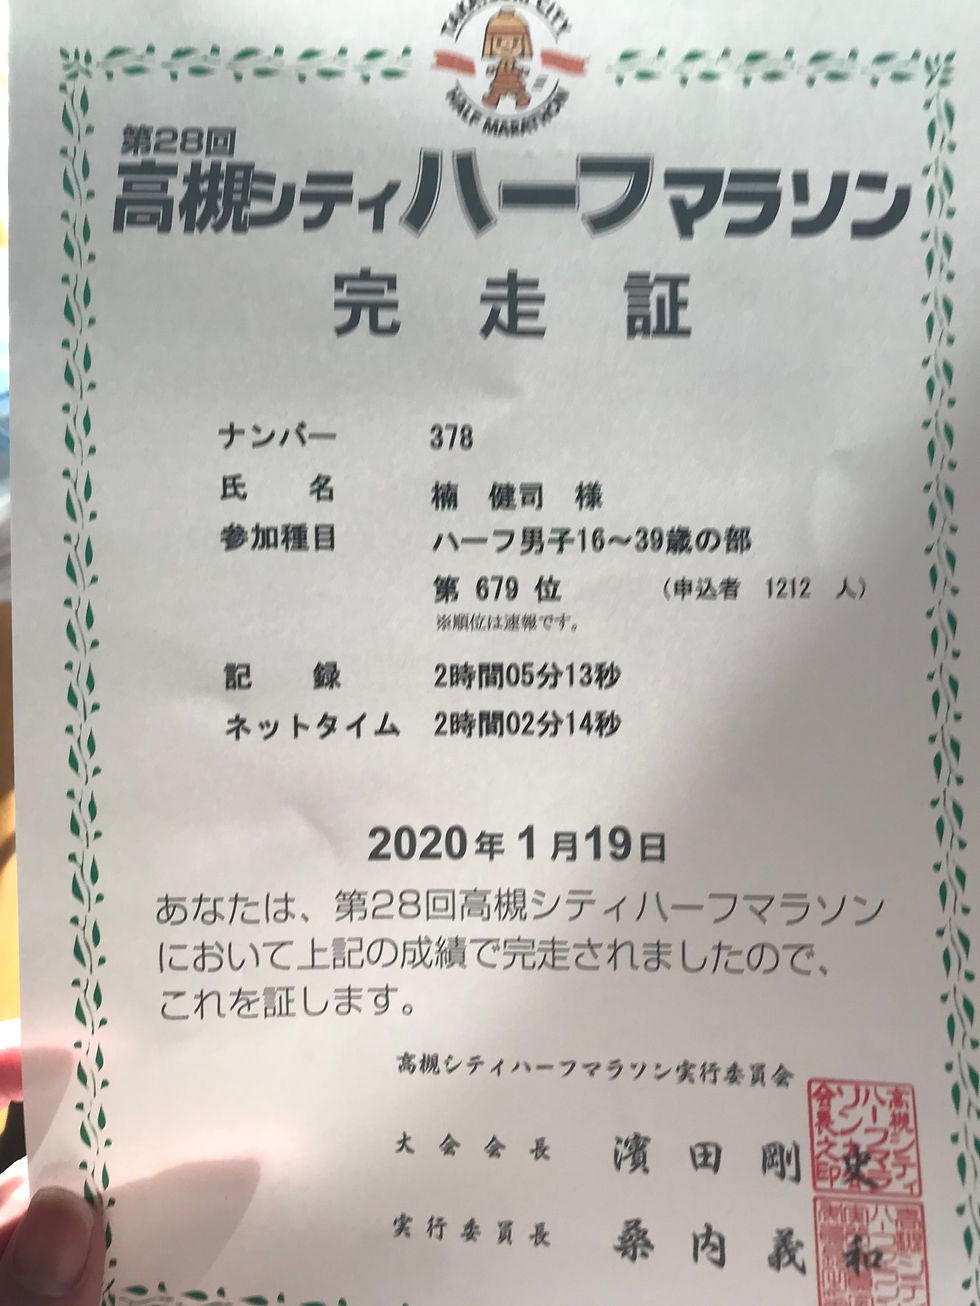 TAKATSUKI CITY
HALF MARATHON
第28回
高槻シティハーフマラソン
完走証
ナンバー 378
氏名 楠 健司 様
参加種目 ハーフ男子16～39歳の部
第 679 位 (申込者 1212 人)
※順位は速報です。
記録 2時間05分13秒
ネットタイム 2時間02分14秒
2020年1月19日
あなたは、第28回高槻シティハーフマラソン
において上記の成績で完走されましたので、
これを証します。
高槻シティハーフマラソン実行委員会
大会会長 濱田剛史
実行委員長 桑内義和